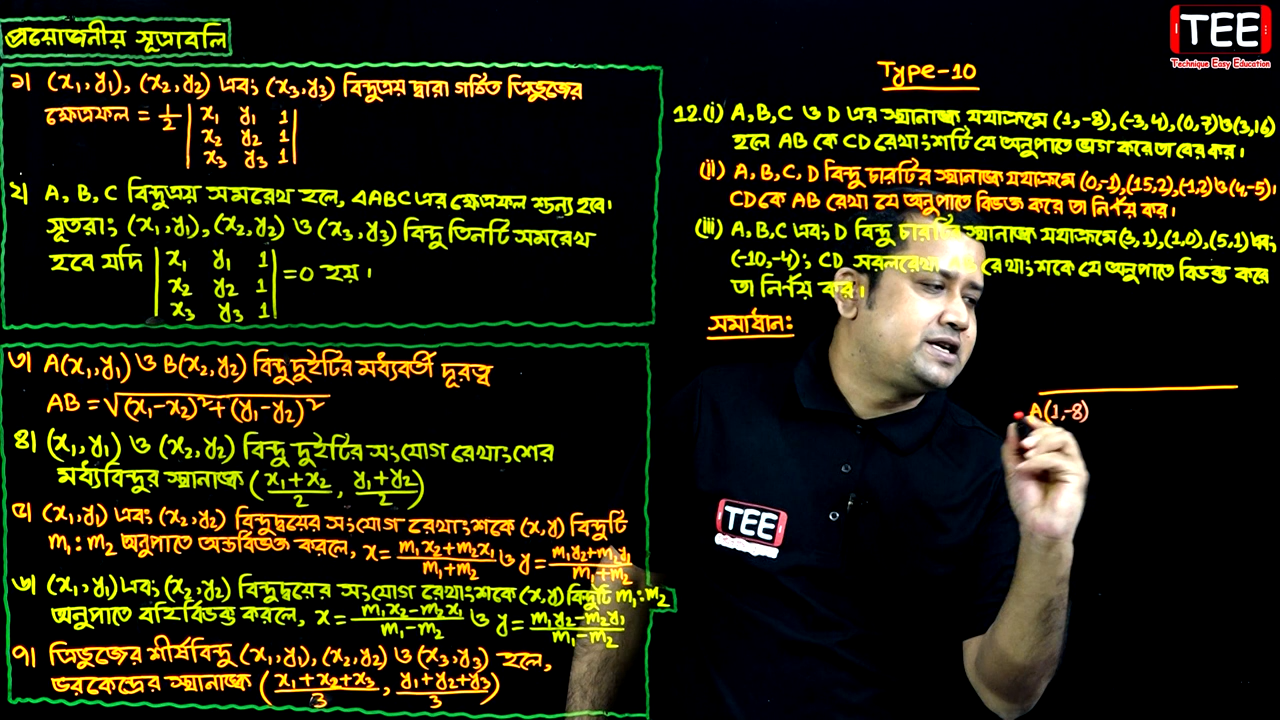 প্রয়োজনীয় সূত্রাবলি
১। (x₁,y₁), (x₂,y₂) এবং (x₃,y₃) বিন্দুত্রয় দ্বারা গঠিত ত্রিভুজের
ক্ষেত্রফল = ½ | x₁ y₁ 1 |
| x₂ y₂ 1 |
| x₃ y₃ 1 |
২। A, B, C বিন্দুত্রয় সমরেখ হলে, ΔABC এর ক্ষেত্রফল শূন্য হবে।
সুতরাং (x₁,y₁), (x₂,y₂) ও (x₃,y₃) বিন্দু তিনটি সমরেখ
হবে যদি | x₁ y₁ 1 | = 0 হয়।
| x₂ y₂ 1 |
| x₃ y₃ 1 |
৩। A(x₁,y₁) ও B(x₂,y₂) বিন্দু দুইটির মধ্যবর্তী দূরত্ব
AB = √(x₁-x₂)²+(y₁-y₂)²
৪। (x₁,y₁) ও (x₂,y₂) বিন্দু দুইটির সংযোগ রেখাংশের
মধ্যবিন্দুর স্থানাঙ্ক ((x₁+x₂)/2, (y₁+y₂)/2)
৫। (x₁,y₁) এবং (x₂,y₂) বিন্দুদ্বয়ের সংযোগ রেখাংশকে (x,y) বিন্দুটি
m₁:m₂ অনুপাতে অন্তর্বিভক্ত করলে, x = (m₁x₂+m₂x₁)/(m₁+m₂) ও y = (m₁y₂+m₂y₁)/(m₁+m₂)
৬। (x₁,y₁) এবং (x₂,y₂) বিন্দুদ্বয়ের সংযোগ রেখাংশকে (x,y) বিন্দুটি m₁:m₂
অনুপাতে বহির্বিভক্ত করলে, x = (m₁x₂-m₂x₁)/(m₁-m₂) ও y = (m₁y₂-m₂y₁)/(m₁-m₂)
৭। ত্রিভুজের শীর্ষবিন্দু (x₁,y₁), (x₂,y₂) ও (x₃,y₃) হলে,
ভরকেন্দ্রের স্থানাঙ্ক ((x₁+x₂+x₃)/3, (y₁+y₂+y₃)/3)
TEE
Technique Easy Education
Type-10
12.(i) A,B,C ও D এর স্থানাঙ্ক যথাক্রমে (1,-8),(-3,4),(0,7)ও(3,16)
হলে AB কে CD রেখাংশটি যে অনুপাতে ভাগ করে তা বের কর।
(ii) A,B,C,D বিন্দু চারটির স্থানাঙ্ক যথাক্রমে (0,-1),(15,2),(-1,2)ও(4,-5)।
CD কে AB রেখা যে অনুপাতে বিভক্ত করে তা নির্ণয় কর।
(iii) A,B,C এবং D বিন্দু চারটির স্থানাঙ্ক যথাক্রমে (3,1),(1,0),(5,1) এবং
(-10,-4); CD সরলরেখা AB রেখাংশকে যে অনুপাতে বিভক্ত করে
তা নির্ণয় কর।
সমাধান:
A(1,-8)
TEE